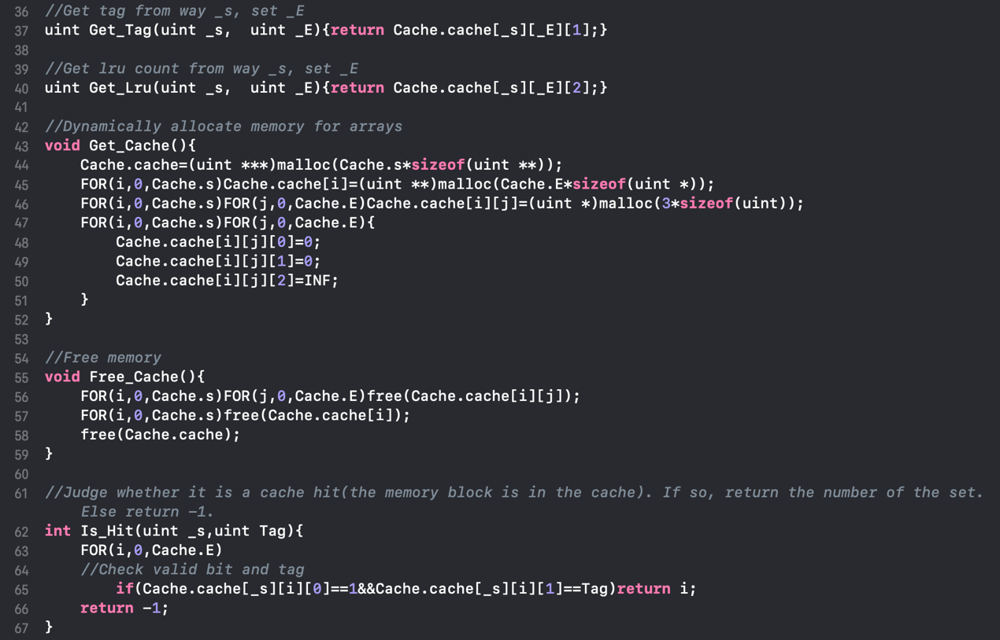 36 //Get tag from way _s, set _E
37 uint Get_Tag(uint _s,  uint _E){return Cache.cache[_s][_E][1];}
38
39 //Get lru count from way _s, set _E
40 uint Get_Lru(uint _s,  uint _E){return Cache.cache[_s][_E][2];}
41
42 //Dynamically allocate memory for arrays
43 void Get_Cache(){
44     Cache.cache=(uint ***)malloc(Cache.s*sizeof(uint **));
45     FOR(i,0,Cache.s)Cache.cache[i]=(uint **)malloc(Cache.E*sizeof(uint *));
46     FOR(i,0,Cache.s)FOR(j,0,Cache.E)Cache.cache[i][j]=(uint *)malloc(3*sizeof(uint));
47     FOR(i,0,Cache.s)FOR(j,0,Cache.E){
48         Cache.cache[i][j][0]=0;
49         Cache.cache[i][j][1]=0;
50         Cache.cache[i][j][2]=INF;
51     }
52 }
53
54 //Free memory
55 void Free_Cache(){
56     FOR(i,0,Cache.s)FOR(j,0,Cache.E)free(Cache.cache[i][j]);
57     FOR(i,0,Cache.s)free(Cache.cache[i]);
58     free(Cache.cache);
59 }
60
61 //Judge whether it is a cache hit(the memory block is in the cache). If so, return the number of the set.
    Else return -1.
62 int Is_Hit(uint _s,uint Tag){
63     FOR(i,0,Cache.E)
64     //Check valid bit and tag
65         if(Cache.cache[_s][i][0]==1&&Cache.cache[_s][i][1]==Tag)return i;
66     return -1;
67 }